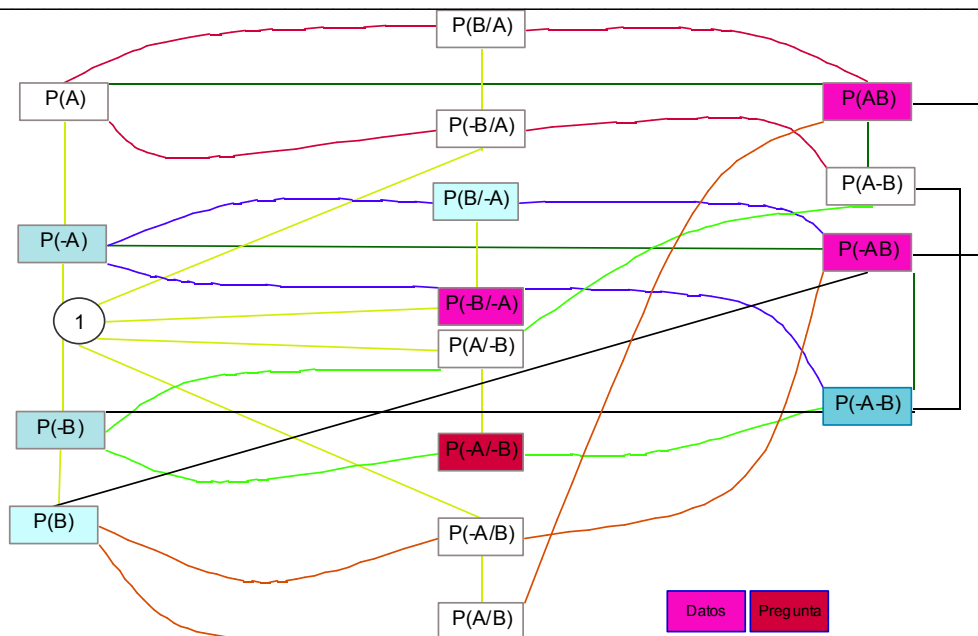 P(B/A)
P(A)
P(AB)
P(-B/A)
P(A-B)
P(B/-A)
P(-A)
P(-AB)
P(-B/-A)
1
P(A/-B)
P(-A-B)
P(-B)
P(-A/-B)
P(B)
P(-A/B)
P(A/B)
Datos
Pregunta